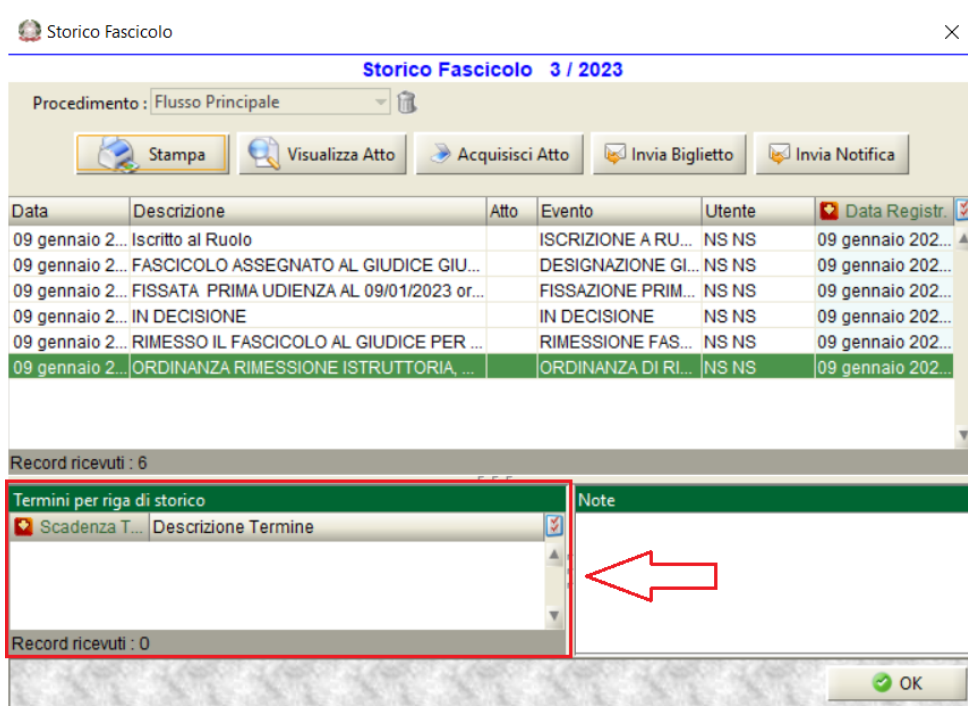 Storico Fascicolo
Storico Fascicolo 3 / 2023
Procedimento : Flusso Principale
Stampa Visualizza Atto Acquisisci Atto Invia Biglietto Invia Notifica
Data Descrizione Atto Evento Utente Data Registr.
09 gennaio 2... Iscritto al Ruolo ISCRIZIONE A RU... NS NS 09 gennaio 202...
09 gennaio 2... FASCICOLO ASSEGNATO AL GIUDICE GIU... DESIGNAZIONE GI... NS NS 09 gennaio 202...
09 gennaio 2... FISSATA PRIMA UDIENZA AL 09/01/2023 or... FISSAZIONE PRIM... NS NS 09 gennaio 202...
09 gennaio 2... IN DECISIONE IN DECISIONE NS NS 09 gennaio 202...
09 gennaio 2... RIMESSO IL FASCICOLO AL GIUDICE PER ... RIMESSIONE FAS... NS NS 09 gennaio 202...
09 gennaio 2... ORDINANZA RIMESSIONE ISTRUTTORIA, ... ORDINANZA DI RI... NS NS 09 gennaio 202...
Record ricevuti : 6
Termini per riga di storico Note
Scadenza T... Descrizione Termine
Record ricevuti : 0
OK